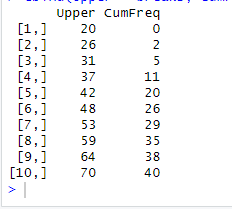 Upper CumFreq
[1,] 20 0
[2,] 26 2
[3,] 31 5
[4,] 37 11
[5,] 42 20
[6,] 48 26
[7,] 53 29
[8,] 59 35
[9,] 64 38
[10,] 70 40
>